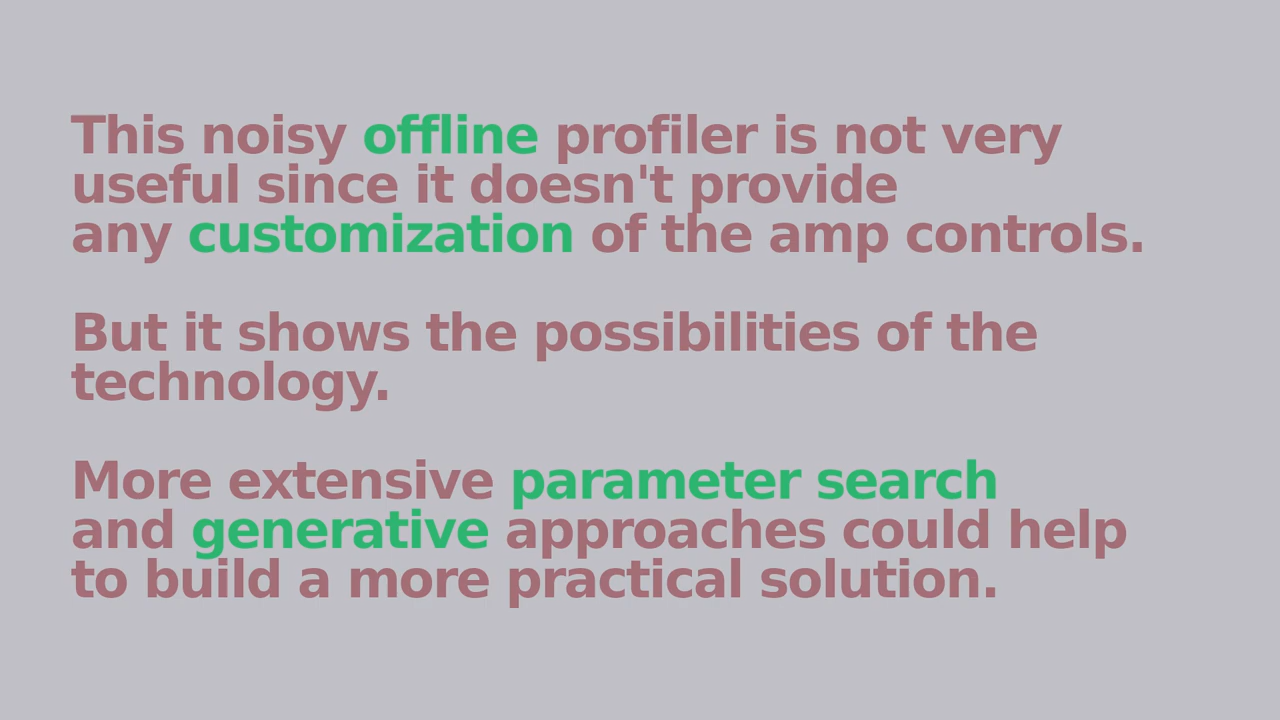 This noisy offline profiler is not very
useful since it doesn't provide
any customization of the amp controls.
But it shows the possibilities of the
technology.
More extensive parameter search
and generative approaches could help
to build a more practical solution.